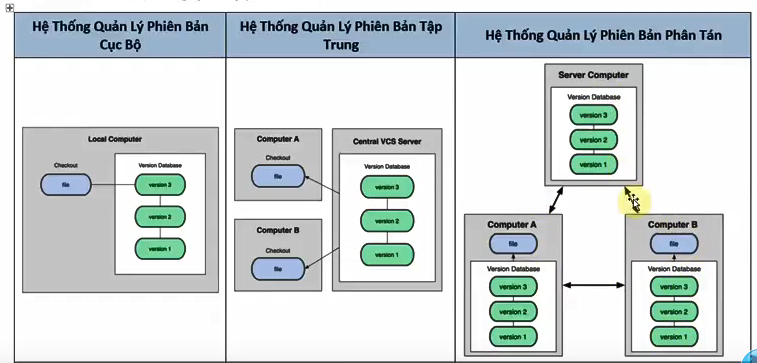 Hệ Thống Quản Lý Phiên Bản
Cục Bộ
Hệ Thống Quản Lý Phiên Bản Tập
Trung
Hệ Thống Quản Lý Phiên Bản Phân Tán
Local Computer
Checkout
file
Version Database
version 3
version 2
version 1
Computer A
Checkout
file
Computer B
Checkout
file
Central VCS Server
Version Database
version 3
version 2
version 1
Server Computer
Version Database
version 3
version 2
version 1
Computer A
file
Version Database
version 3
version 2
version 1
Computer B
file
Version Database
version 3
version 2
version 1